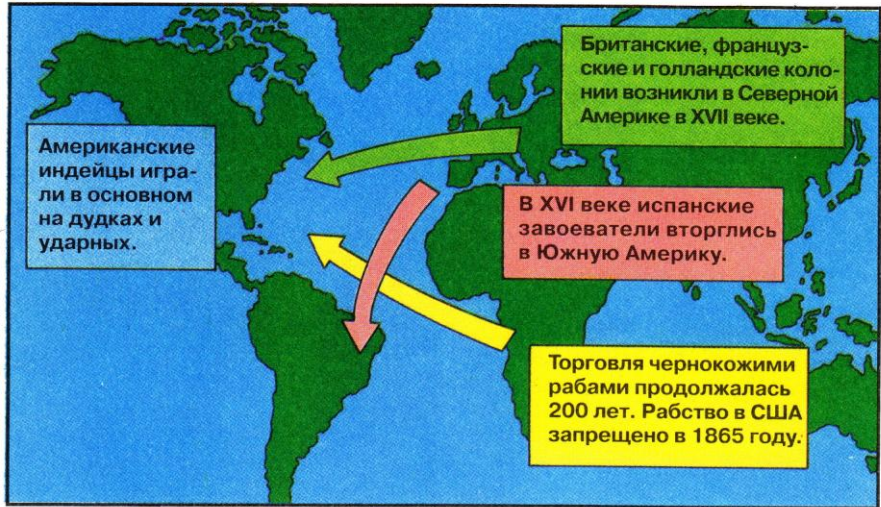 Британские, француз-
ские и голландские коло-
нии возникли в Северной
Америке в XVII веке.
Американские
индейцы игра-
ли в основном
на дудках и
ударных.
В XVI веке испанские
завоеватели вторглись
в Южную Америку.
Торговля чернокожими
рабами продолжалась
200 лет. Рабство в США
запрещено в 1865 году.